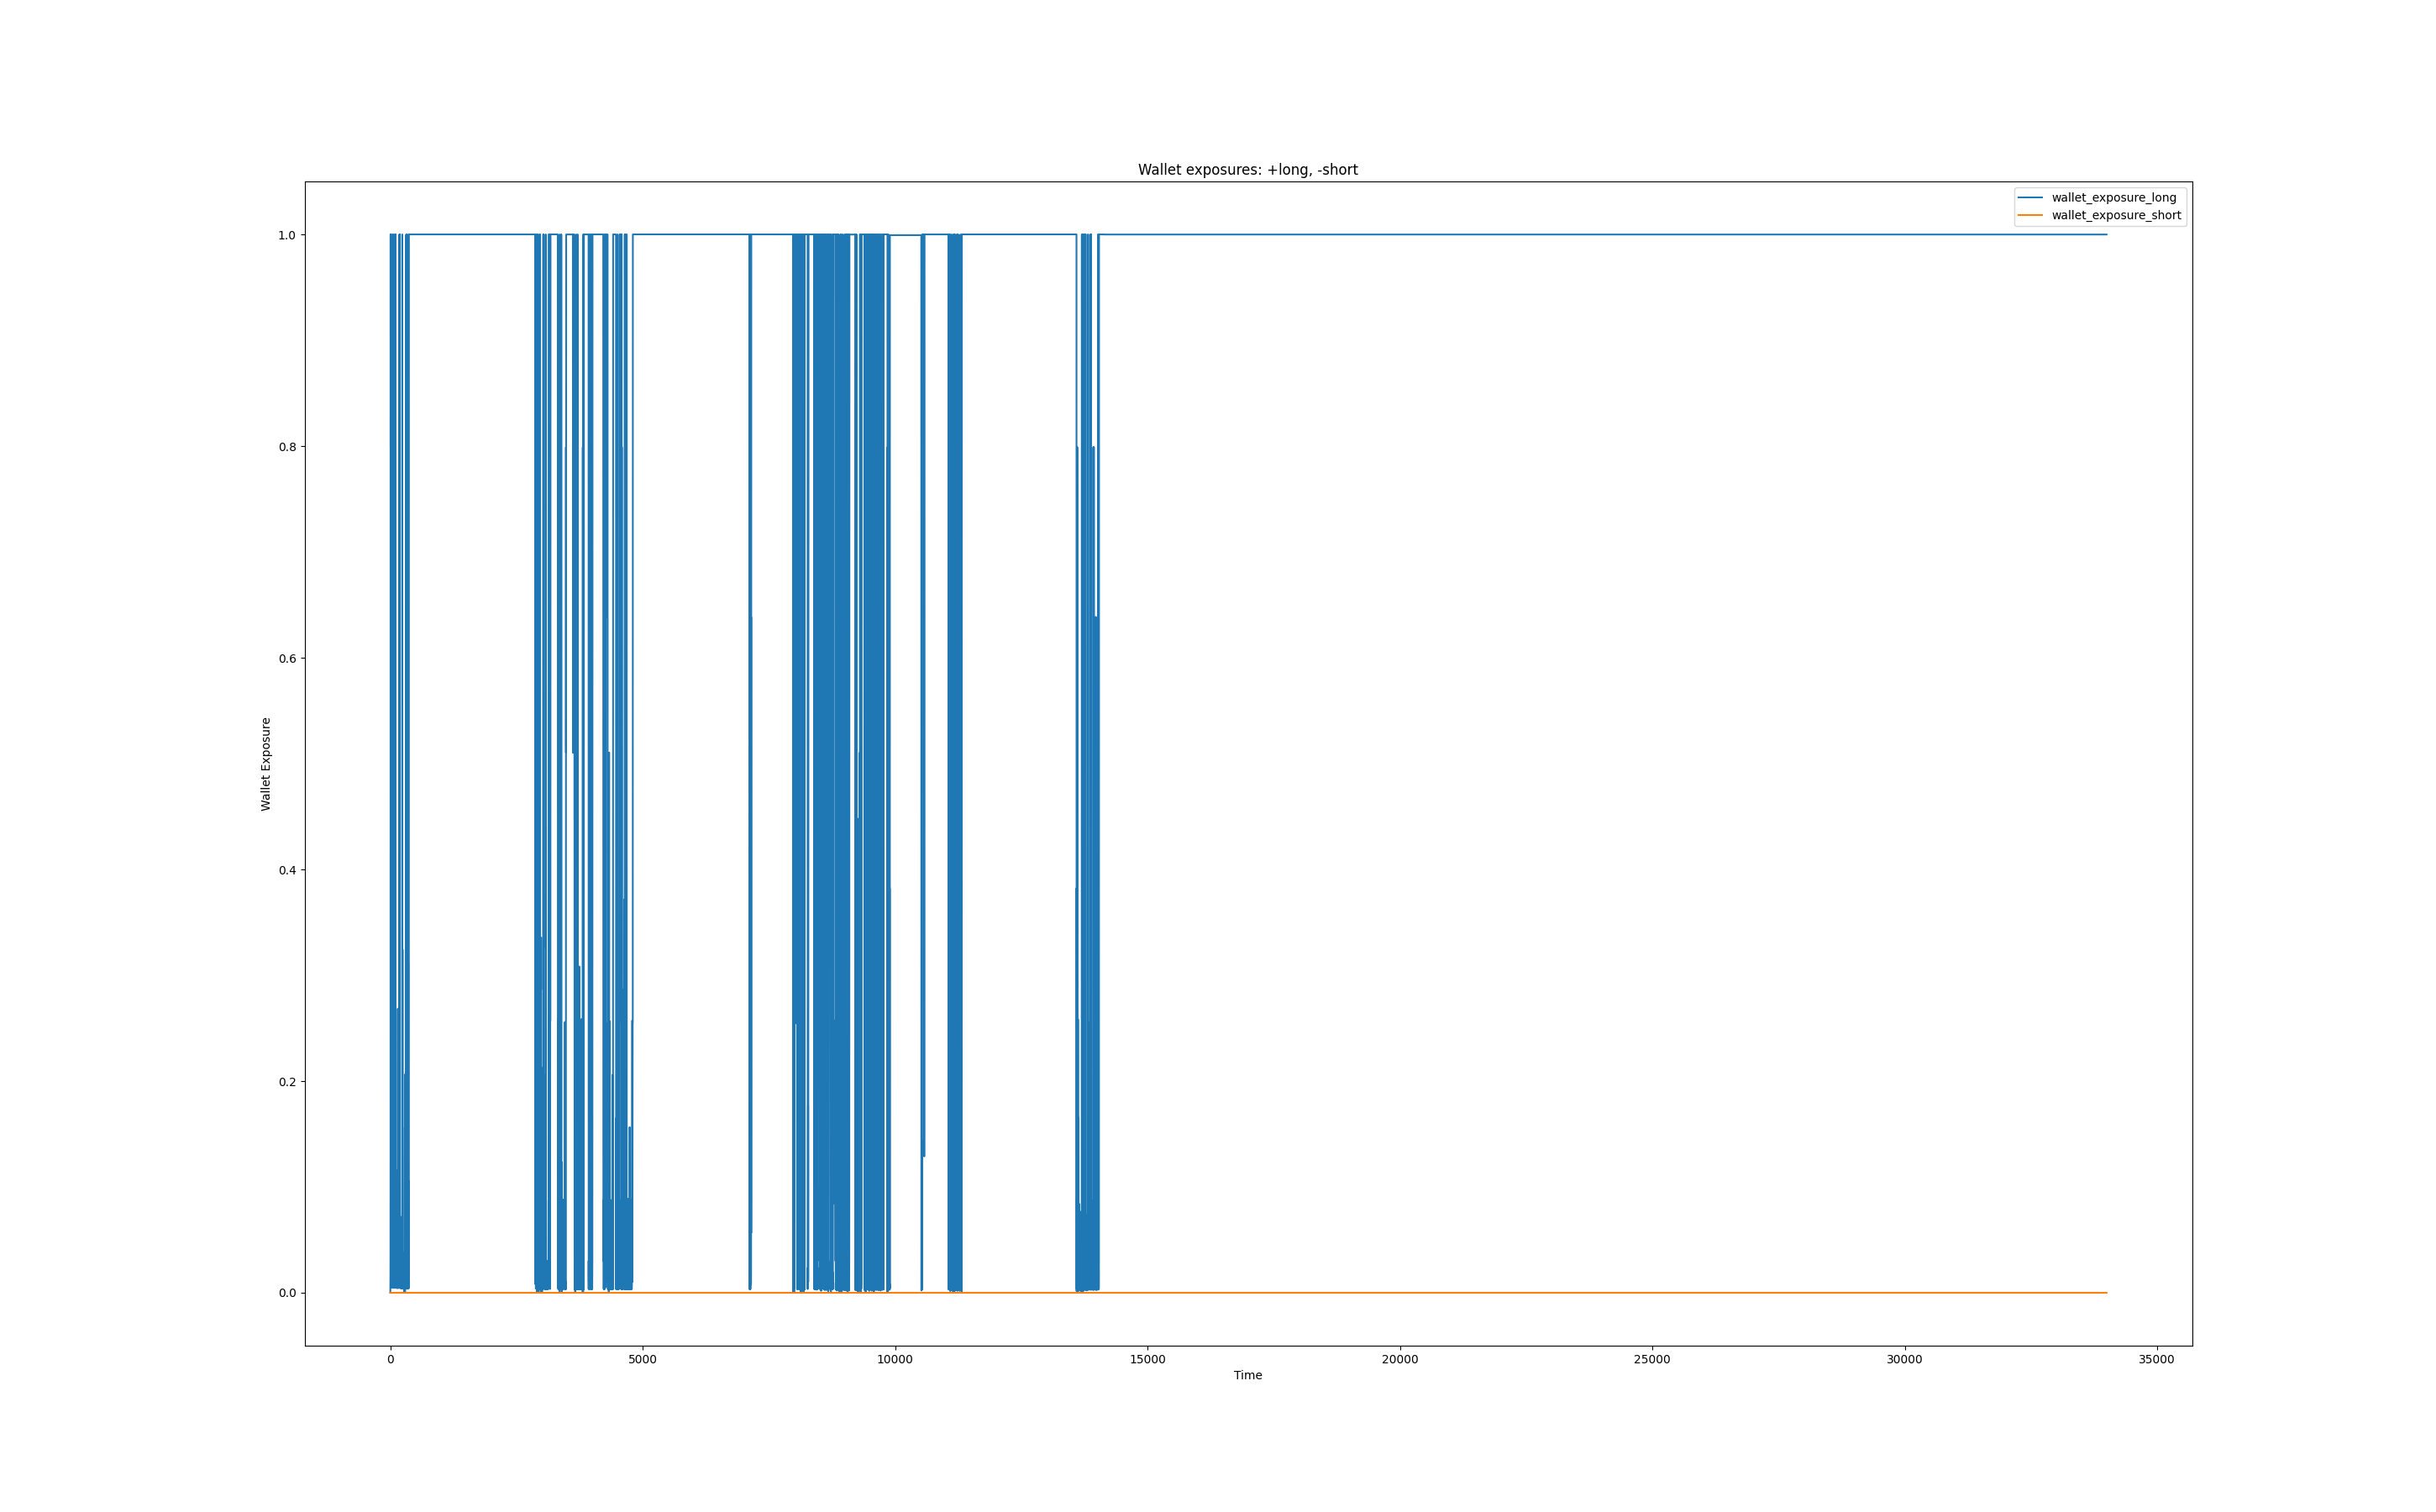 Wallet exposures: +long, -short
wallet_exposure_long
wallet_exposure_short
1.0
0.8
0.6
0.4
0.2
0.0
Wallet Exposure
0 5000 10000 15000 20000 25000 30000 35000
Time